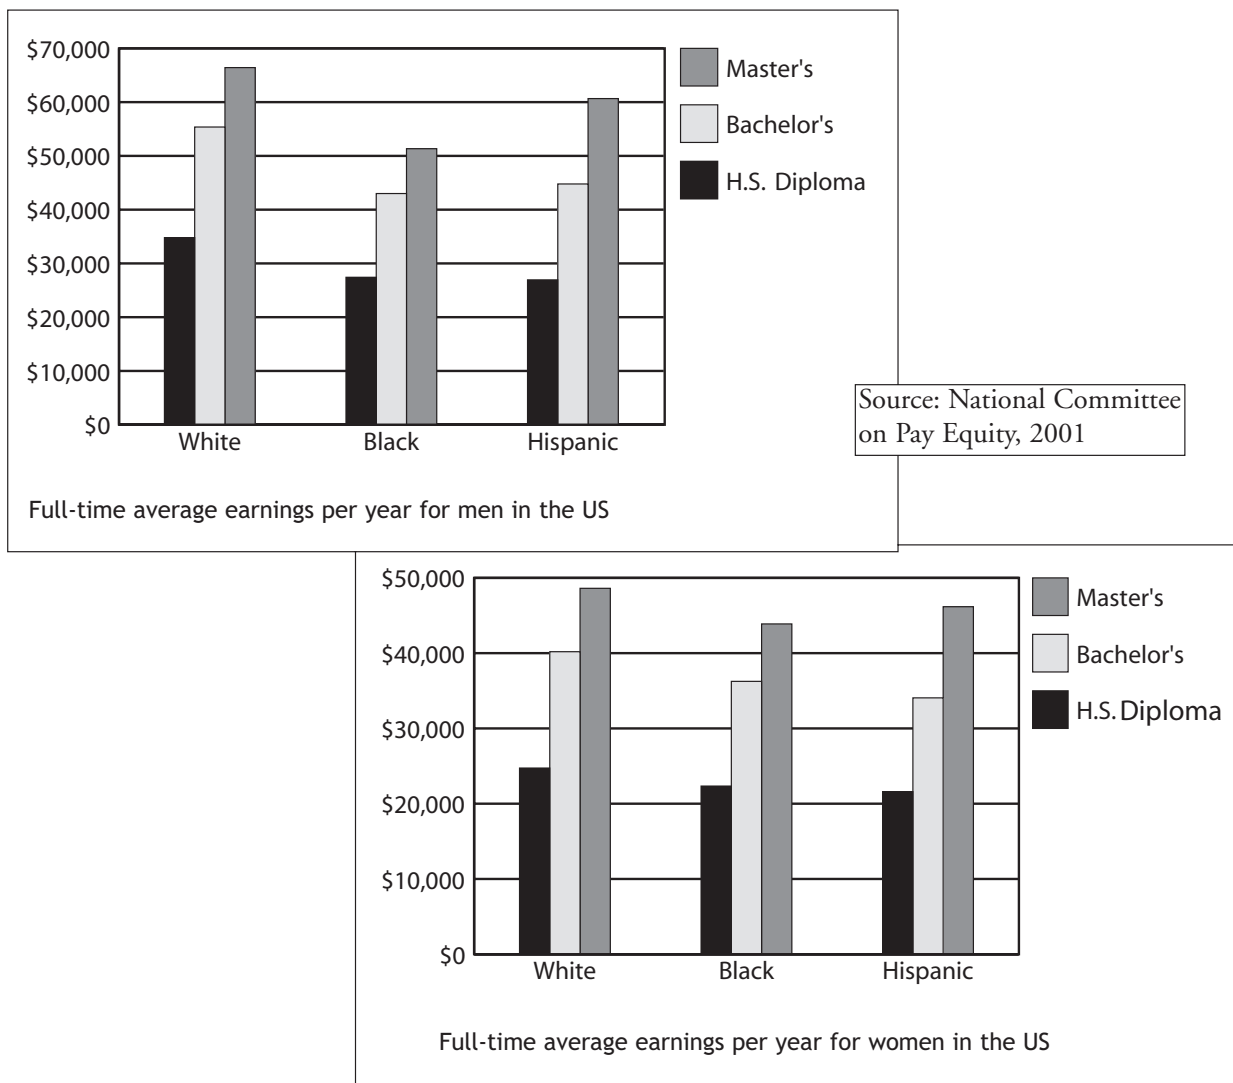 $70,000
$60,000
$50,000
$40,000
$30,000
$20,000
$10,000
$0
White Black Hispanic
Master's
Bachelor's
H.S. Diploma
Full-time average earnings per year for men in the US
Source: National Committee
on Pay Equity, 2001
$50,000
$40,000
$30,000
$20,000
$10,000
$0
White Black Hispanic
Master's
Bachelor's
H.S. Diploma
Full-time average earnings per year for women in the US